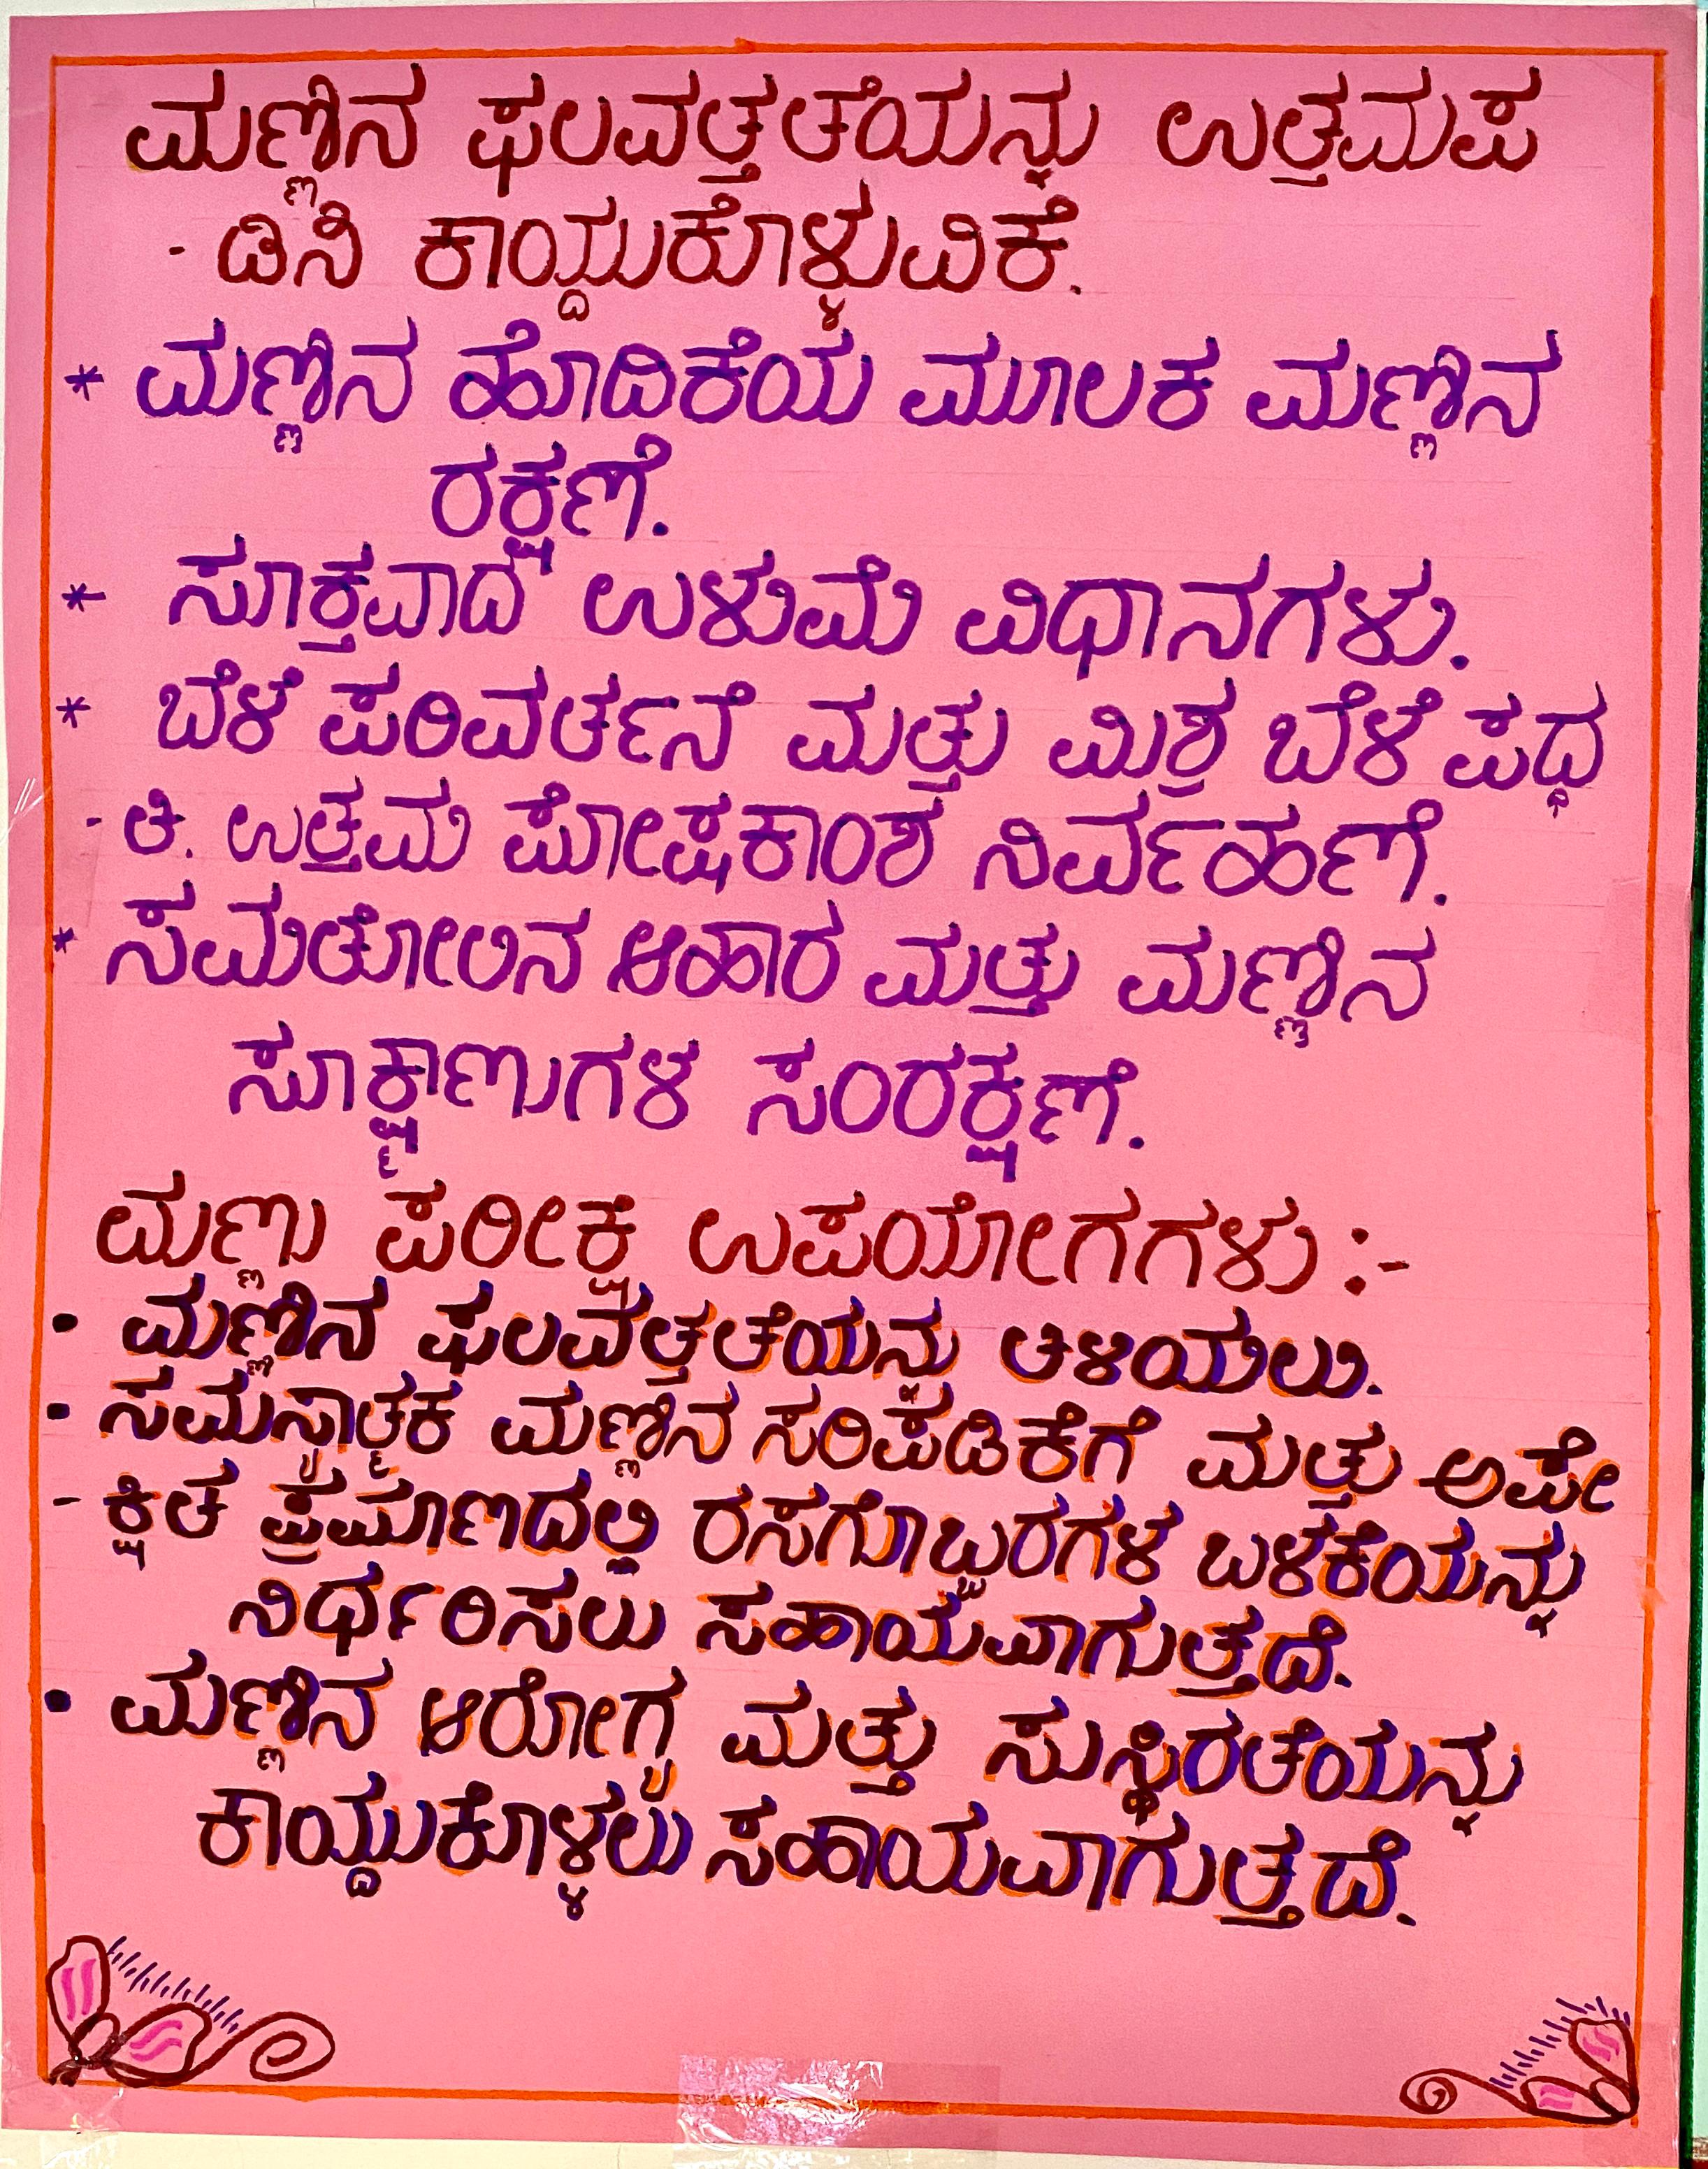 ಮಣ್ಣಿನ ಫಲವತ್ತತೆಯನ್ನು ಉತ್ತಮಪ
- ಡಿಸಿ ಕಾಯ್ದುಕೊಳ್ಳುವಿಕೆ.
* ಮಣ್ಣಿನ ಹೊದಿಕೆಯ ಮೂಲಕ ಮಣ್ಣಿನ
ರಕ್ಷಣೆ.
* ಸೂಕ್ತವಾದ ಉಳುಮೆ ವಿಧಾನಗಳು.
* ಬೆಳೆ ಪರಿವರ್ತನೆ ಮತ್ತು ಮಿಶ್ರ ಬೆಳೆ ಪದ್ಧ
- ತಿ. ಉತ್ತಮ ಪೋಷಕಾಂಶ ನಿರ್ವಹಣೆ.
* ಸಮತೋಲಿನ ಆಹಾರ ಮತ್ತು ಮಣ್ಣಿನ
ಸೂಕ್ಷ್ಮಾಣುಗಳ ಸಂರಕ್ಷಣೆ.
ಮಣ್ಣು ಪರೀಕ್ಷೆ ಉಪಯೋಗಗಳು :-
• ಮಣ್ಣಿನ ಫಲವತ್ತತೆಯನ್ನು ತಿಳಿಯಲು.
• ಸಮಸ್ಯಾತ್ಮಕ ಮಣ್ಣಿನ ಸರಿಪಡಿಕೆಗೆ ಮತ್ತು ಅಪೇ
- ಕ್ಷಿತ ಪ್ರಮಾಣದಲ್ಲಿ ರಸಗೊಬ್ಬರಗಳ ಬಳಕೆಯನ್ನು
ನಿರ್ಧರಿಸಲು ಸಹಾಯವಾಗುತ್ತದೆ.
• ಮಣ್ಣಿನ ಆರೋಗ್ಯ ಮತ್ತು ಸುಸ್ಥಿರತೆಯನ್ನು
ಕಾಯ್ದುಕೊಳ್ಳಲು ಸಹಾಯವಾಗುತ್ತದೆ.